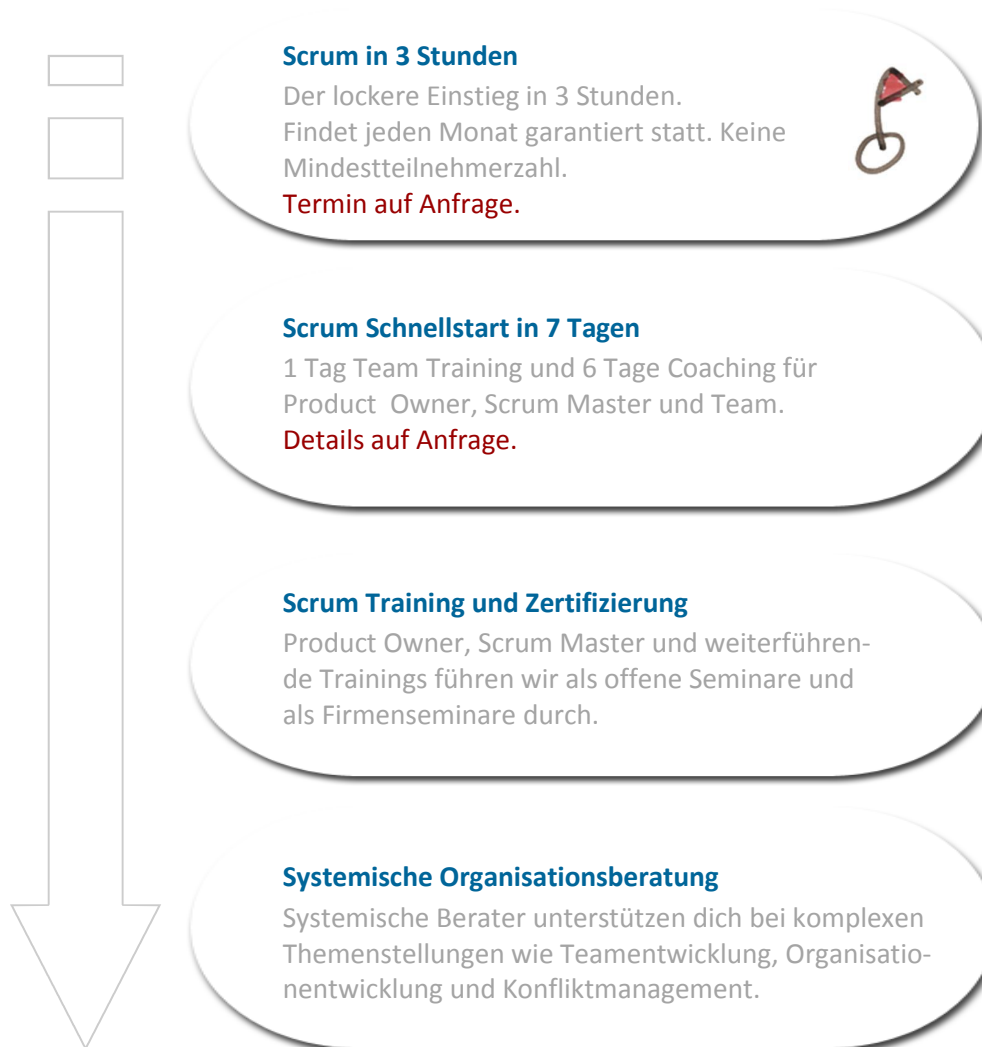 Scrum in 3 Stunden
Der lockere Einstieg in 3 Stunden.
Findet jeden Monat garantiert statt. Keine
Mindestteilnehmerzahl.
Termin auf Anfrage.
Scrum Schnellstart in 7 Tagen
1 Tag Team Training und 6 Tage Coaching für
Product  Owner, Scrum Master und Team.
Details auf Anfrage.
Scrum Training und Zertifizierung
Product Owner, Scrum Master und weiterführen-
de Trainings führen wir als offene Seminare und
als Firmenseminare durch.
Systemische Organisationsberatung
Systemische Berater unterstützen dich bei komplexen
Themenstellungen wie Teamentwicklung, Organisatio-
nentwicklung und Konfliktmanagement.